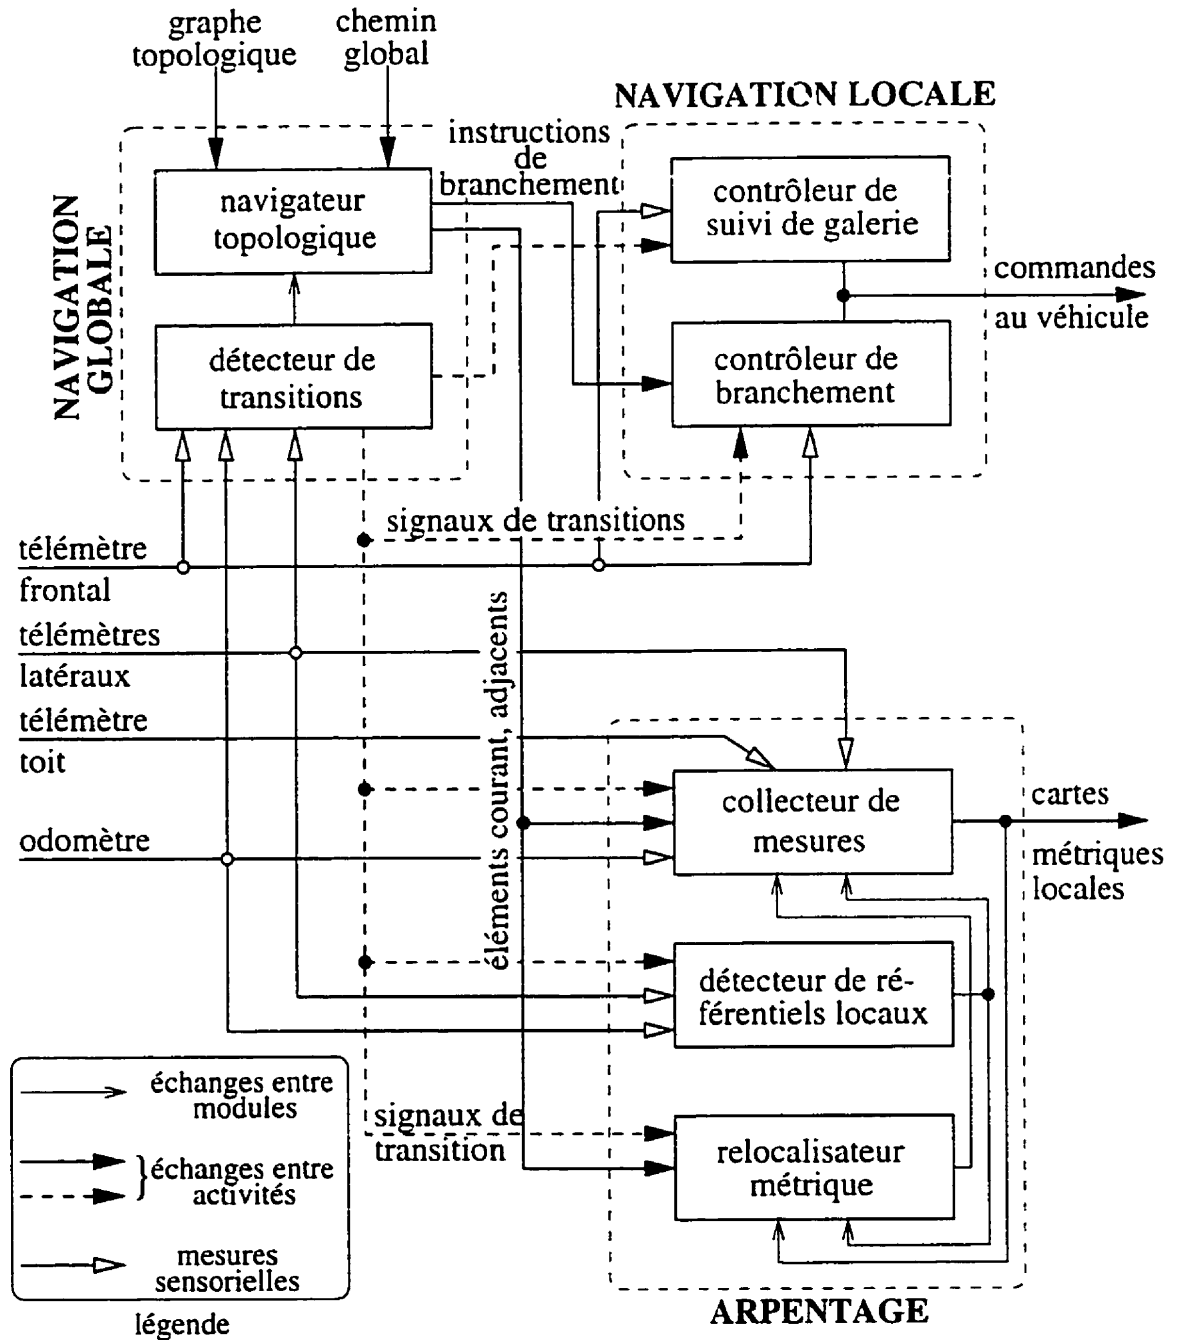 graphe
topologique
chemin
global
NAVIGATION LOCALE
instructions
de
branchement
NAVIGATION
GLOBALE
navigateur
topologique
contrôleur de
suivi de galerie
commandes
au véhicule
détecteur de
transitions
contrôleur de
branchement
signaux de transitions
télémètre
frontal
télémètres
latéraux
télémètre
toit
odomètre
éléments courant, adjacents
collecteur de
mesures
cartes
métriques
locales
détecteur de ré-
férentiels locaux
signaux de
transition
relocalisateur
métrique
ARPENTAGE
échanges entre
modules
échanges entre
activités
mesures
sensorielles
légende